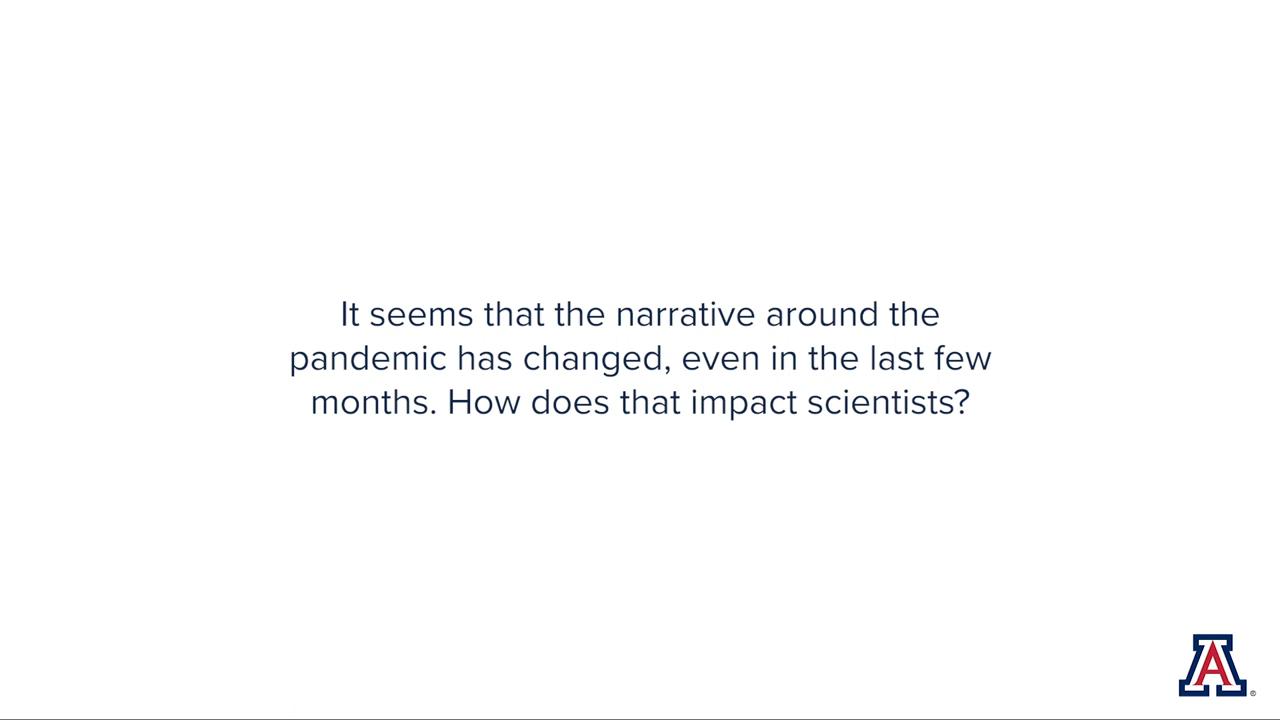 It seems that the narrative around the
pandemic has changed, even in the last few
months. How does that impact scientists?
A
®